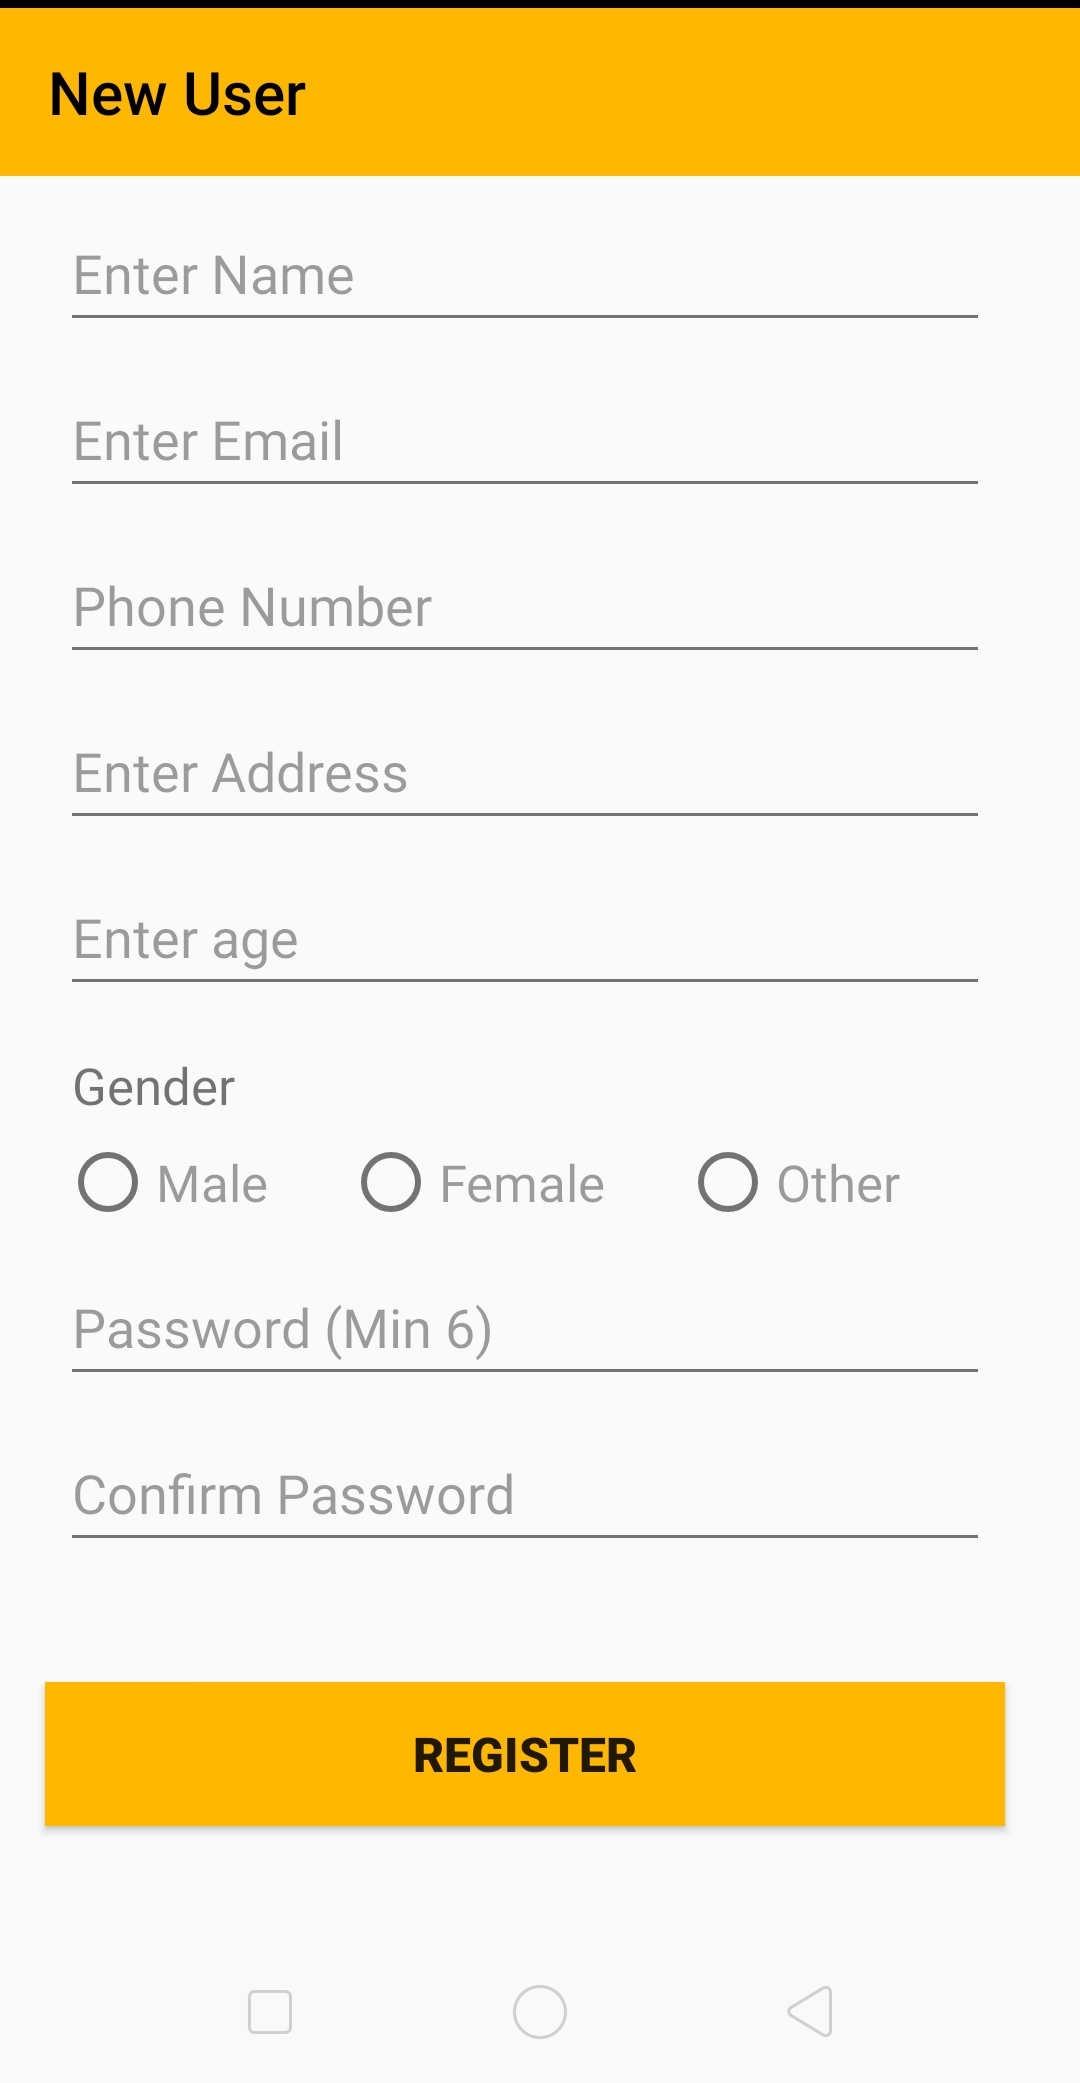 New User
Enter Name
Enter Email
Phone Number
Enter Address
Enter age
Gender
Male Female Other
Password (Min 6)
Confirm Password
REGISTER